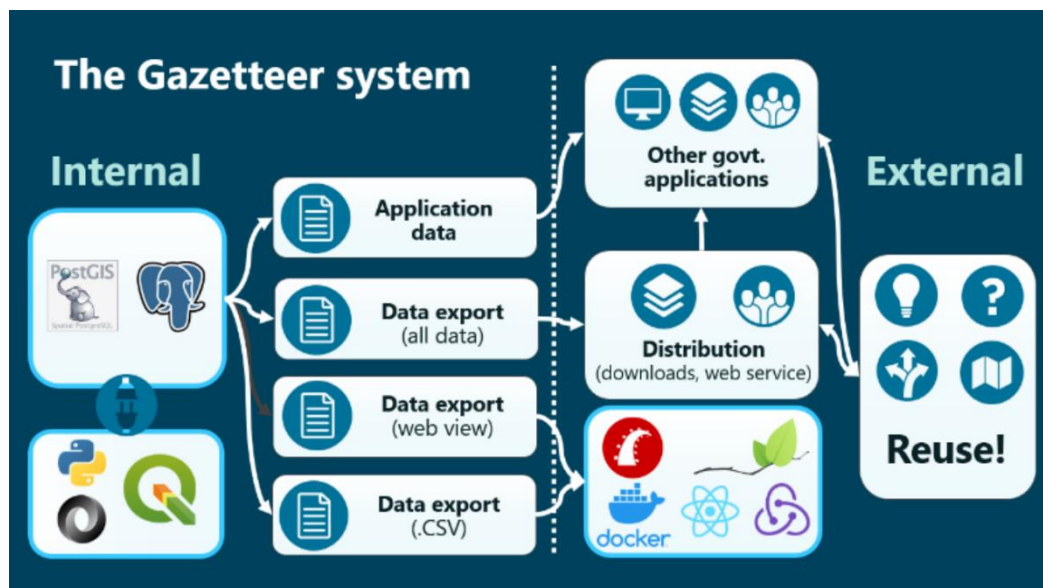 The Gazetteer system
Internal
External
PostGIS
Spatial PostgreSQL
Application
data
Data export
(all data)
Data export
(web view)
Data export
(.CSV)
Other govt.
applications
Distribution
(downloads, web service)
docker
?
Reuse!